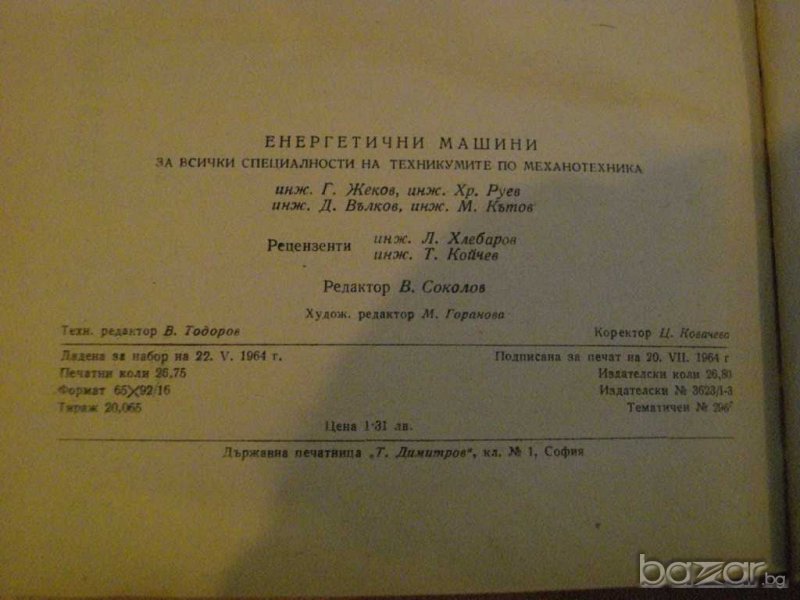 ЕНЕРГЕТИЧНИ МАШИНИ
ЗА ВСИЧКИ СПЕЦИАЛНОСТИ НА ТЕХНИКУМИТЕ ПО МЕХАНОТЕХНИКА
инж. Г. Жеков, инж. Хр. Руев
инж. Д. Вълков, инж. М. Кътов
Рецензенти инж. Л. Хлебаров
инж. Т. Койчев
Редактор В. Соколов
Худож. редактор М. Горанова
Техн. редактор В. Тодоров Коректор Ц. Ковачева
Дадена за набор на 22. V. 1964 г. Подписана за печат на 20. VII. 1964 г
Печатни коли 26,75 Издателски коли 26,80
Формат 65×92/16 Издателски № 3623/I-3
Тираж 20,065 Тематичен №
Цена 1·31 лв.
Държавна печатница „Т. Димитров", кл. № 1, София
bazar.bg